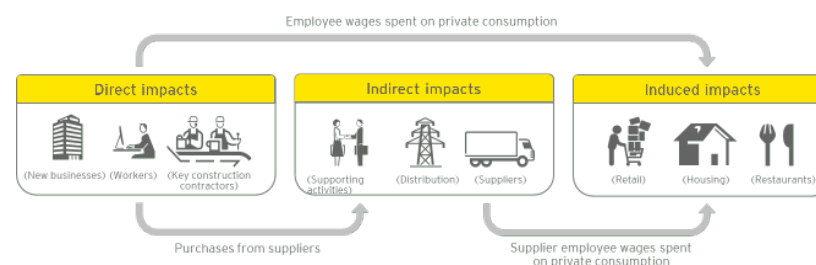 Employee wages spent on private consumption
Direct impacts
Indirect impacts
Induced impacts
(New businesses) (Workers) (Key construction
contractors)
(Supporting
activities)
(Distribution) (Suppliers)
(Retail) (Housing) (Restaurants)
Purchases from suppliers
Supplier employee wages spent
on private consumption